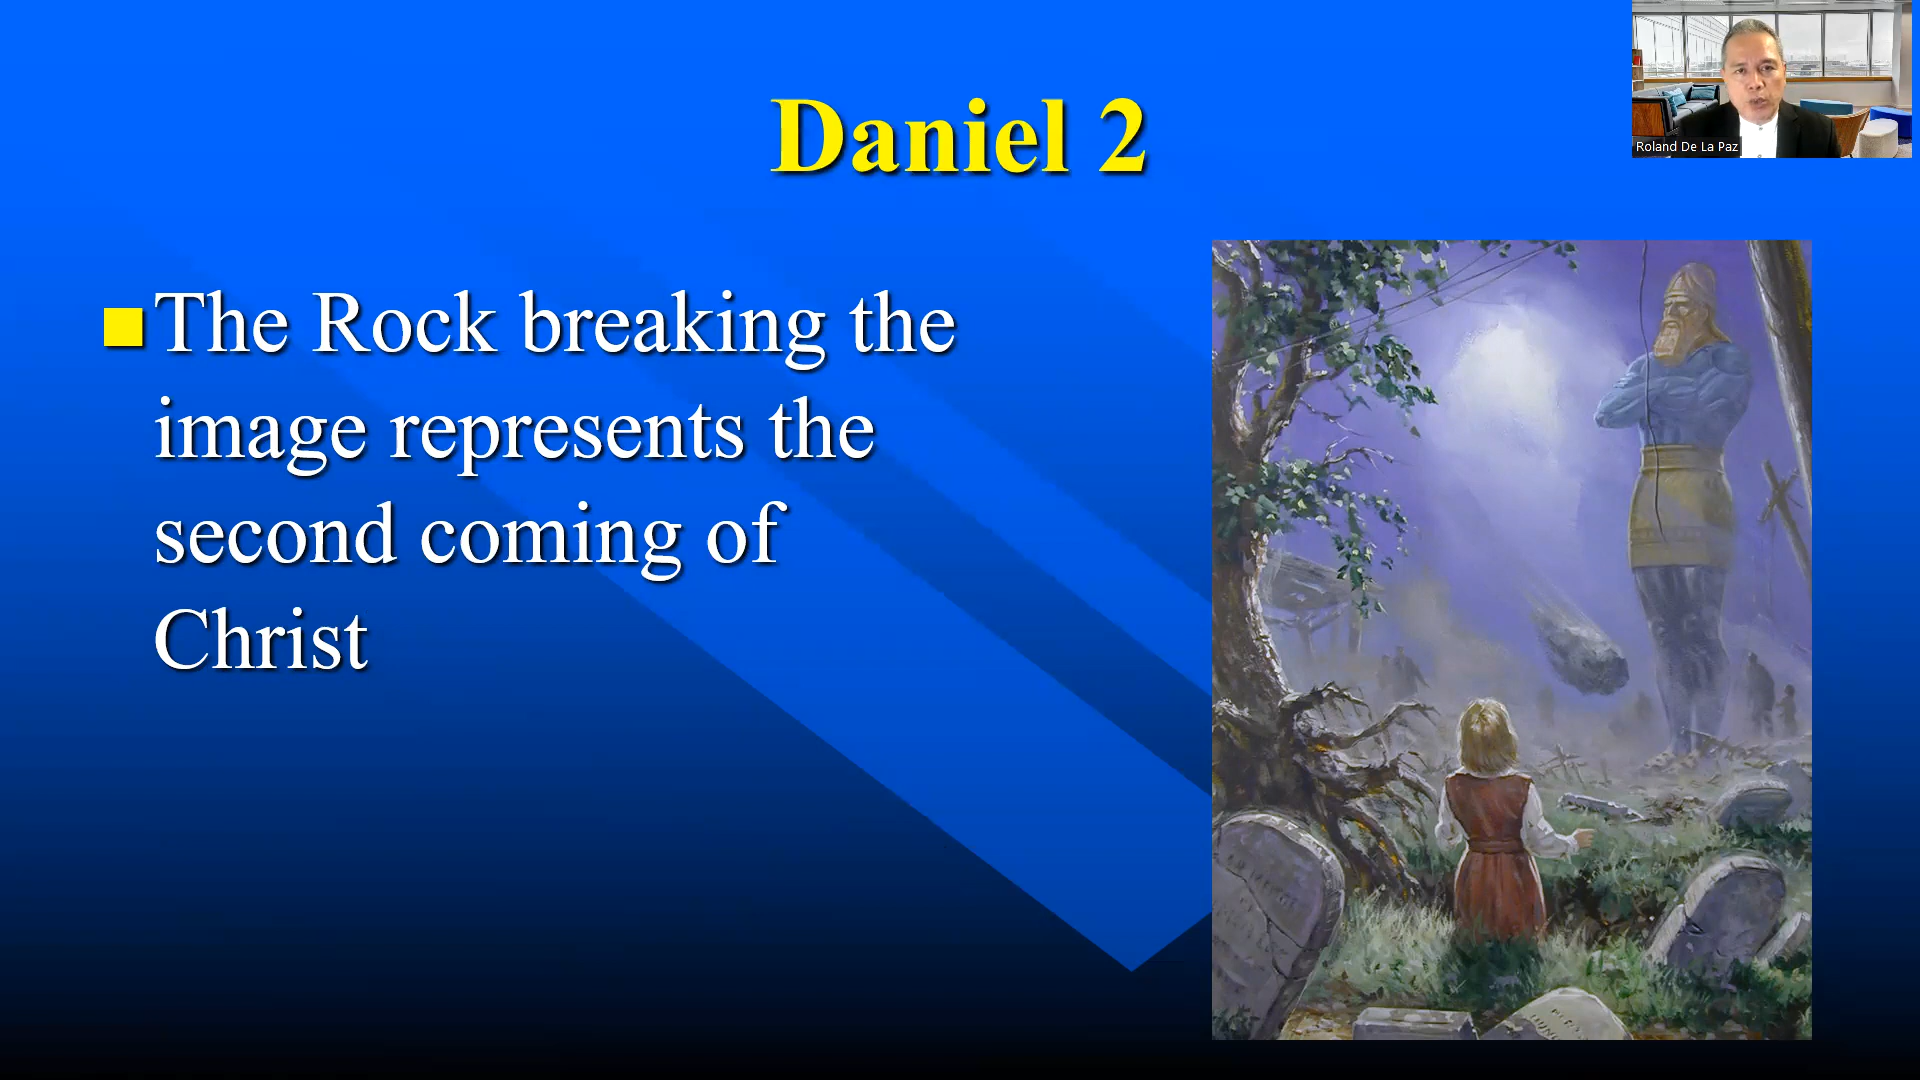 Daniel 2
Roland De La Paz
The Rock breaking the
image represents the
second coming of
Christ